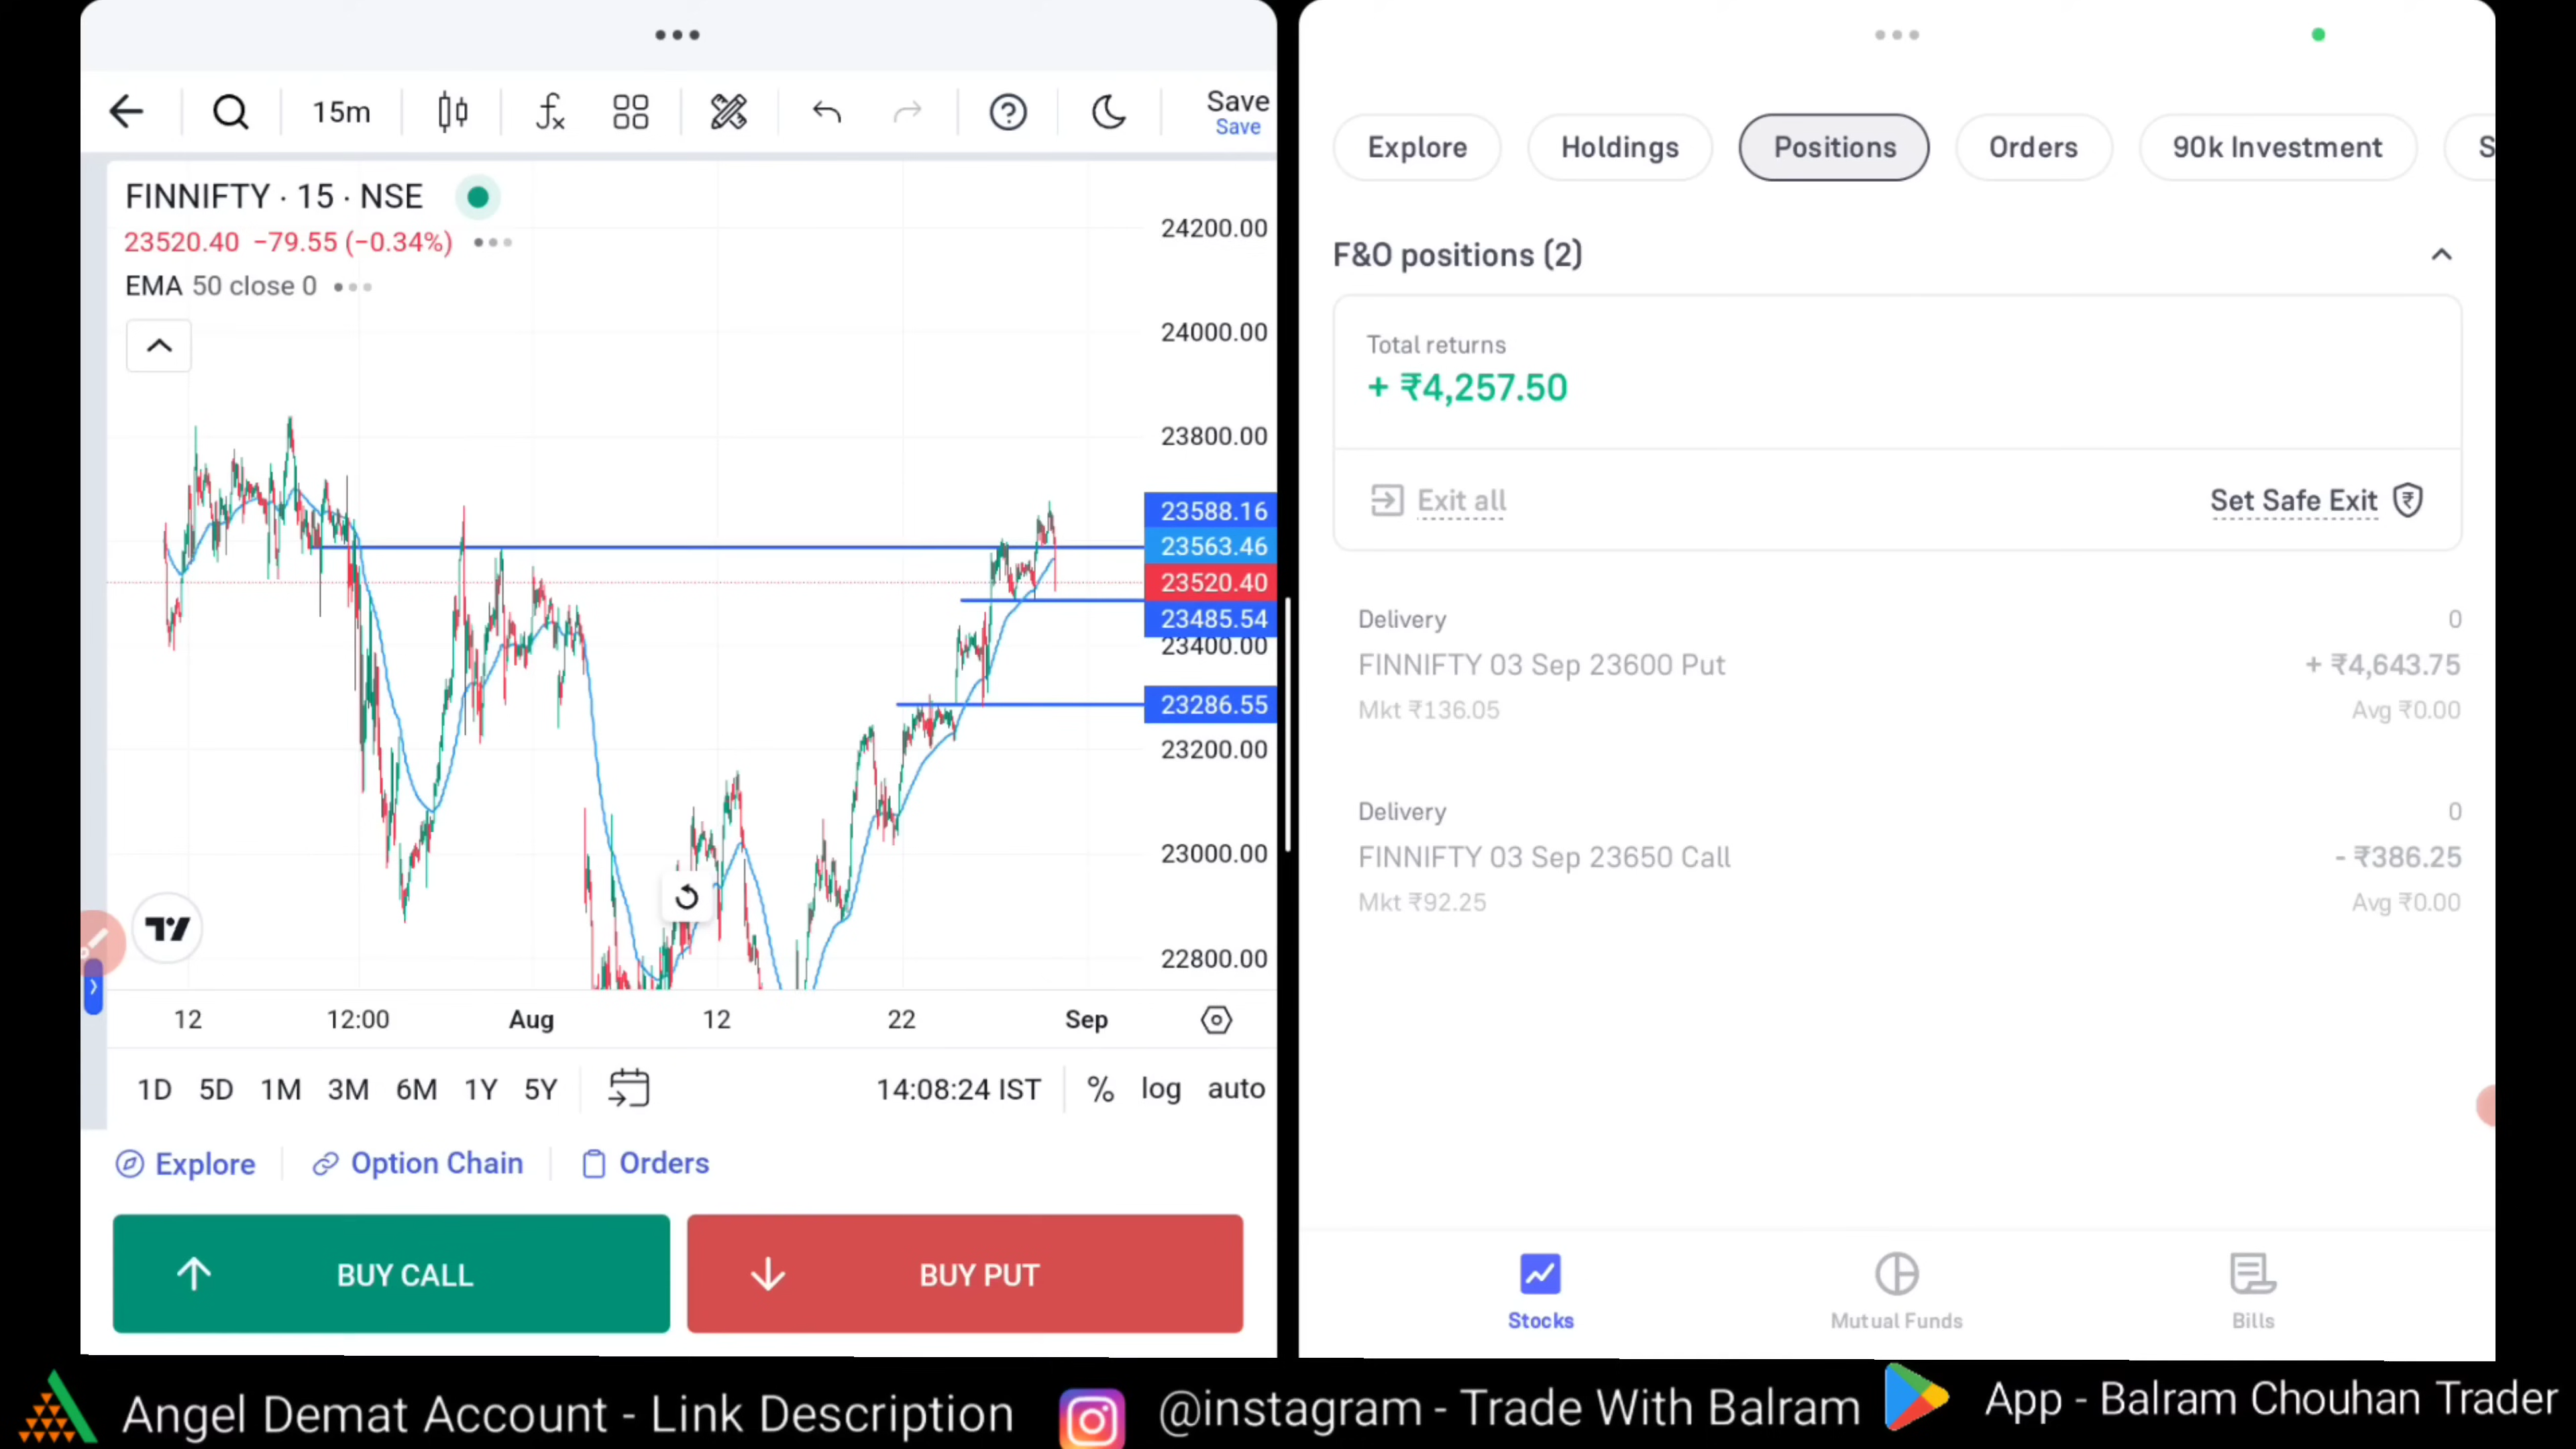 15m
Save
Save
FINNIFTY · 15 · NSE
23520.40 −79.55 (−0.34%)
EMA 50 close 0
24200.00
24000.00
23800.00
23588.16
23563.46
23520.40
23485.54
23400.00
23286.55
23200.00
23000.00
22800.00
12 12:00 Aug 12 22 Sep
1D 5D 1M 3M 6M 1Y 5Y 14:08:24 IST % log auto
Explore Option Chain Orders
BUY CALL BUY PUT
Explore Holdings Positions Orders 90k Investment S
F&O positions (2)
Total returns
+ ₹4,257.50
Exit all Set Safe Exit
Delivery 0
FINNIFTY 03 Sep 23600 Put + ₹4,643.75
Mkt ₹136.05 Avg ₹0.00
Delivery 0
FINNIFTY 03 Sep 23650 Call - ₹386.25
Mkt ₹92.25 Avg ₹0.00
Stocks Mutual Funds Bills
Angel Demat Account - Link Description @instagram - Trade With Balram App - Balram Chouhan Trader